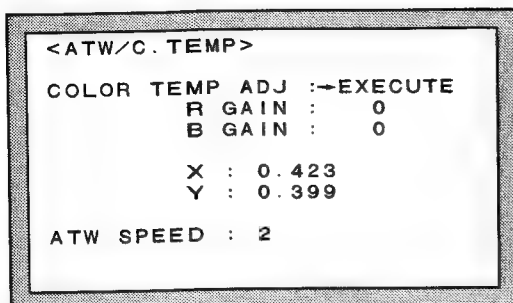 <ATW/C.TEMP>
COLOR TEMP ADJ :→EXECUTE
R GAIN : 0
B GAIN : 0
X : 0.423
Y : 0.399
ATW SPEED : 2